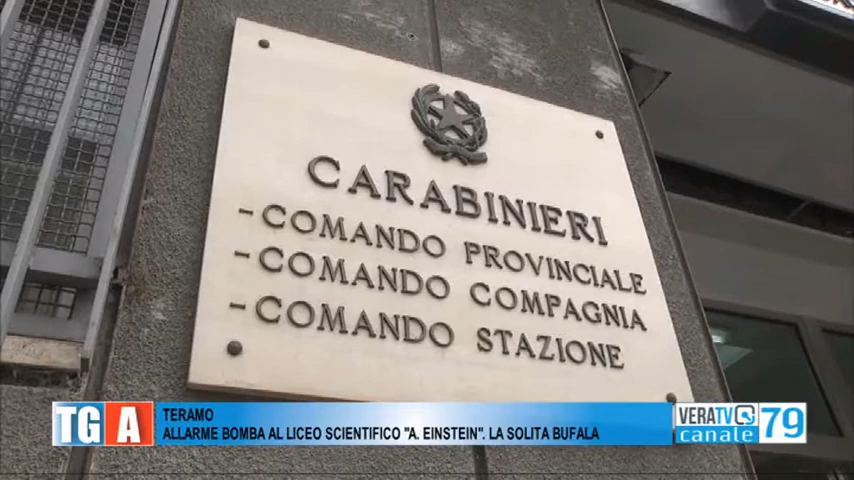 CARABINIERI
- COMANDO PROVINCIALE
- COMANDO COMPAGNIA
- COMANDO STAZIONE
TGA
TERAMO
ALLARME BOMBA AL LICEO SCIENTIFICO "A. EINSTEIN". LA SOLITA BUFALA
VERATV
canale 79